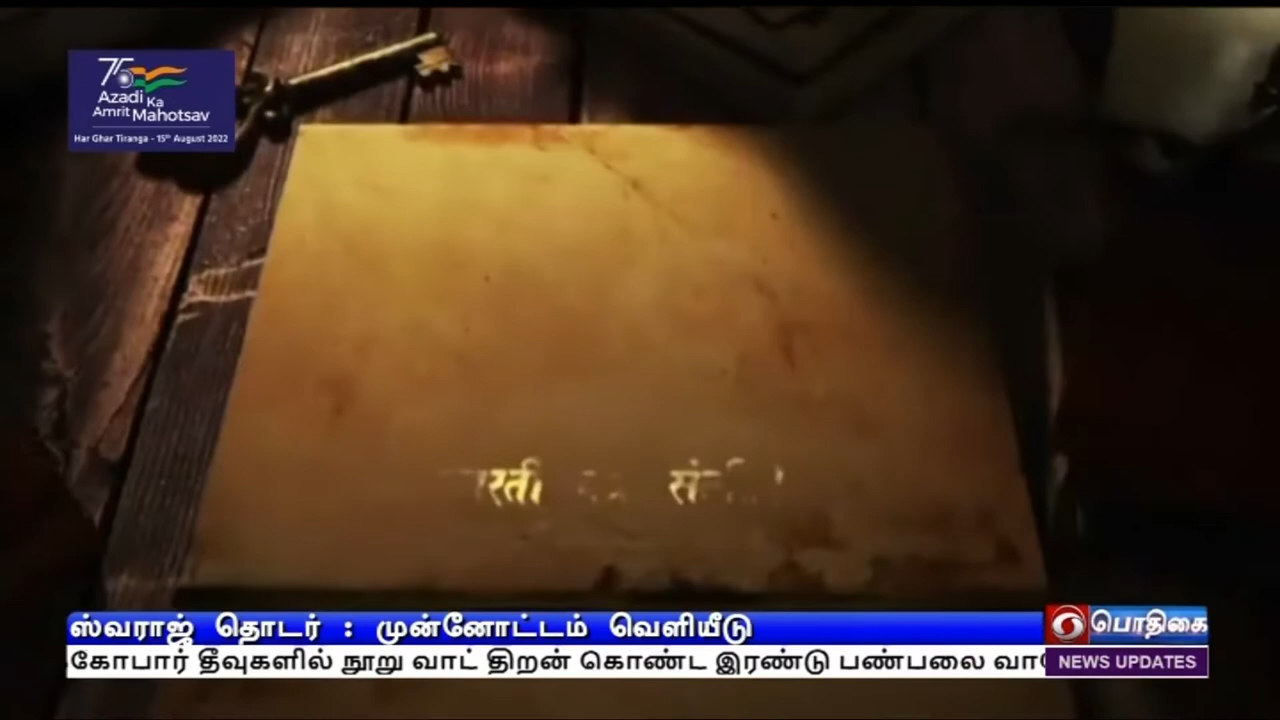 75
Azadi
Ka
Amrit Mahotsav
Har Ghar Tiranga - 15th August 2022
ஸ்வராஜ் தொடர் : முன்னோட்டம் வெளியீடு
பொதிகை
தீவுகளில் நூறு வாட் திறன் கொண்ட இரண்டு பண்பலை
NEWS UPDATES